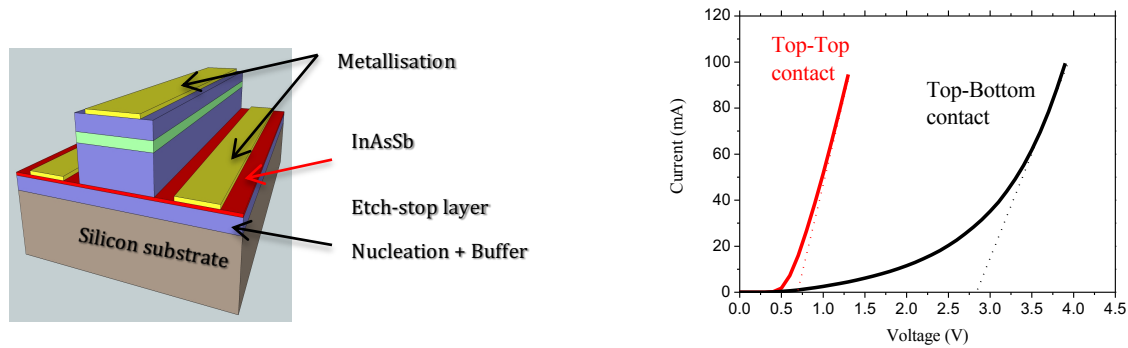 Metallisation
InAsSb
Etch-stop layer
Nucleation + Buffer
Silicon substrate
120
100
80
60
40
20
0
Current (mA)
Top-Top
contact
Top-Bottom
contact
0.0 0.5 1.0 1.5 2.0 2.5 3.0 3.5 4.0 4.5
Voltage (V)